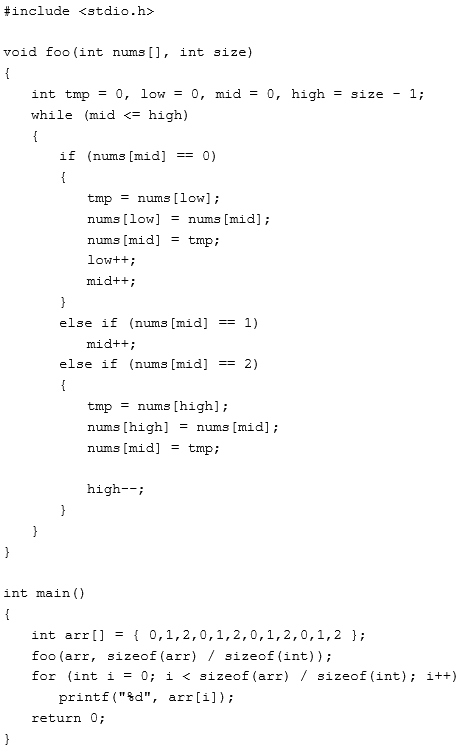 #include <stdio.h>

void foo(int nums[], int size)
{
    int tmp = 0, low = 0, mid = 0, high = size - 1;
    while (mid <= high)
    {
        if (nums[mid] == 0)
        {
            tmp = nums[low];
            nums[low] = nums[mid];
            nums[mid] = tmp;
            low++;
            mid++;
        }
        else if (nums[mid] == 1)
            mid++;
        else if (nums[mid] == 2)
        {
            tmp = nums[high];
            nums[high] = nums[mid];
            nums[mid] = tmp;

            high--;
        }
    }
}

int main()
{
    int arr[] = { 0,1,2,0,1,2,0,1,2,0,1,2 };
    foo(arr, sizeof(arr) / sizeof(int));
    for (int i = 0; i < sizeof(arr) / sizeof(int); i++)
        printf("%d", arr[i]);
    return 0;
}